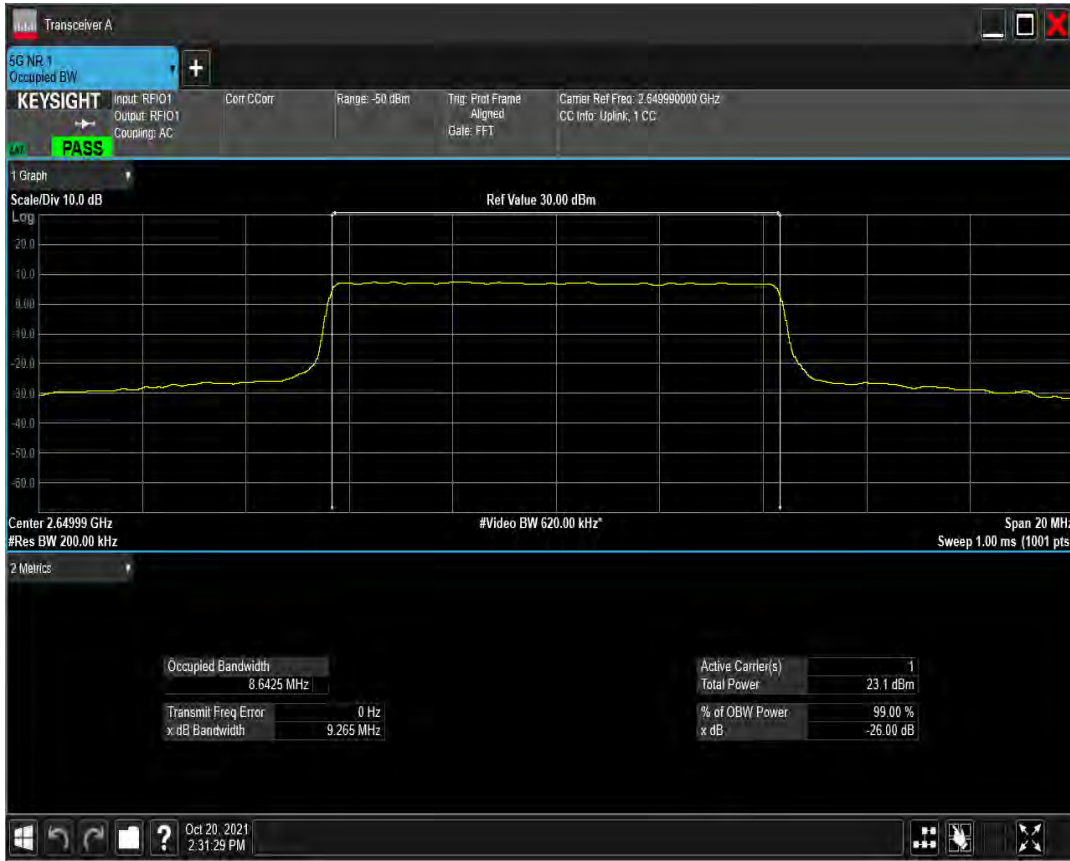 Transceiver A
5G NR 1
Occupied BW
+
KEYSIGHT
Input: RFIO1
Output: RFIO1
Coupling: AC
Corr CCorr
Range: -50 dBm
Trig: Prot Frame
Aligned
Gate: FFT
Carrier Ref Freq: 2.649990000 GHz
CC Info: Uplink, 1 CC
PASS
1 Graph
Scale/Div 10.0 dB
Ref Value 30.00 dBm
Log
20.0
10.0
0.00
-10.0
-20.0
-30.0
-40.0
-50.0
-60.0
Center 2.64999 GHz
#Video BW 620.00 kHz*
Span 20 MHz
#Res BW 200.00 kHz
Sweep 1.00 ms (1001 pts
2 Metrics
Occupied Bandwidth
8.6425 MHz
Transmit Freq Error 0 Hz
x dB Bandwidth 9.265 MHz
Active Carrier(s) 1
Total Power 23.1 dBm
% of OBW Power 99.00 %
x dB -26.00 dB
?
Oct 20, 2021
2:31:29 PM